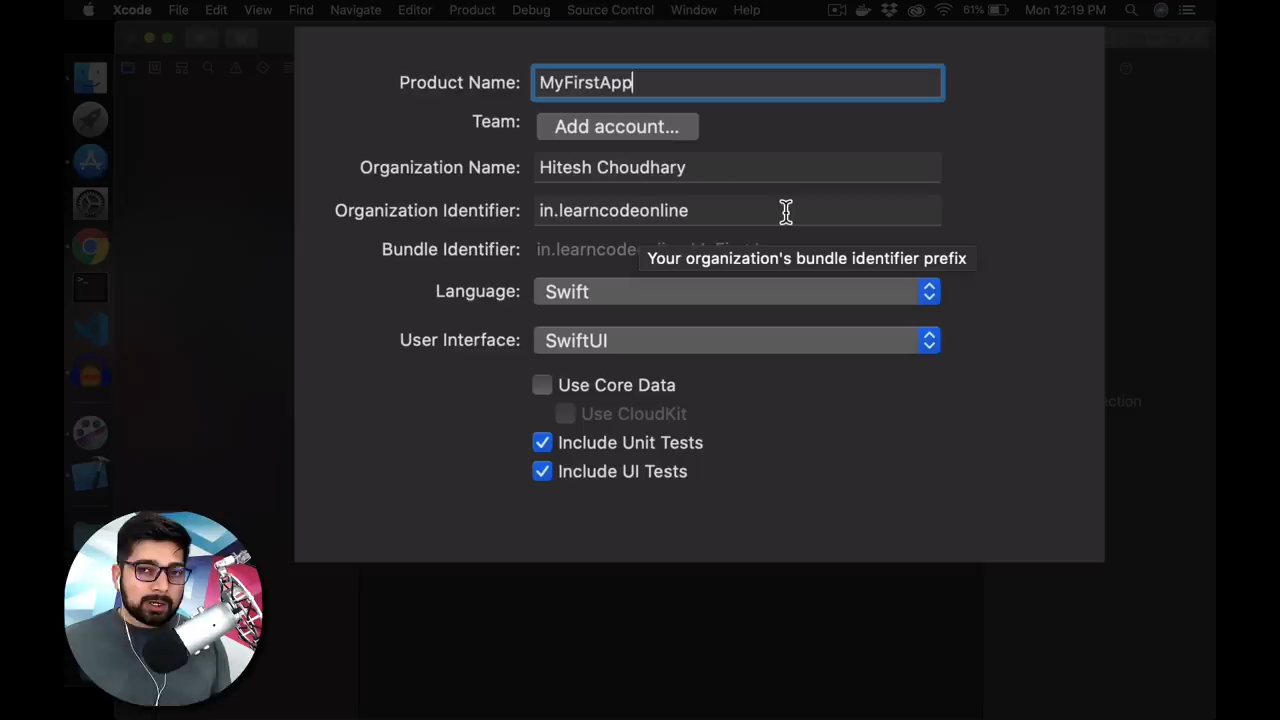 Xcode File Edit View Find Navigate Editor Product Debug Source Control Window Help 61% Mon 12:19 PM
Product Name: MyFirstApp
Team: Add account...
Organization Name: Hitesh Choudhary
Organization Identifier: in.learncodeonline
Bundle Identifier: in.learncode
Your organization's bundle identifier prefix
Language: Swift
User Interface: SwiftUI
Use Core Data
Use CloudKit
Include Unit Tests
Include UI Tests